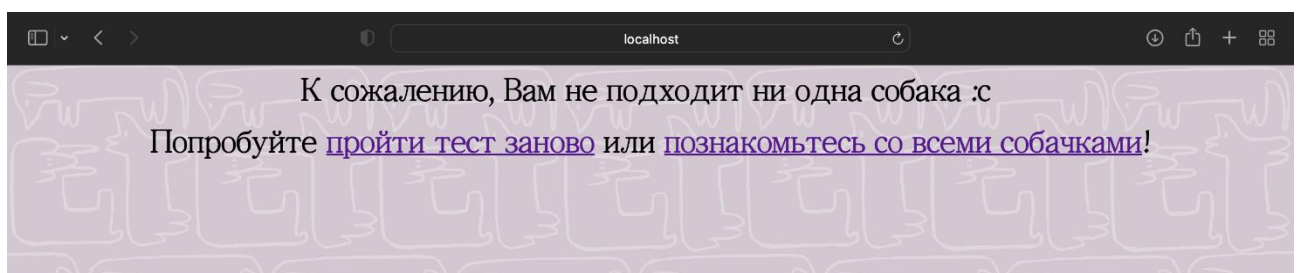 localhost
К сожалению, Вам не подходит ни одна собака :с
Попробуйте пройти тест заново или познакомьтесь со всеми собачками!